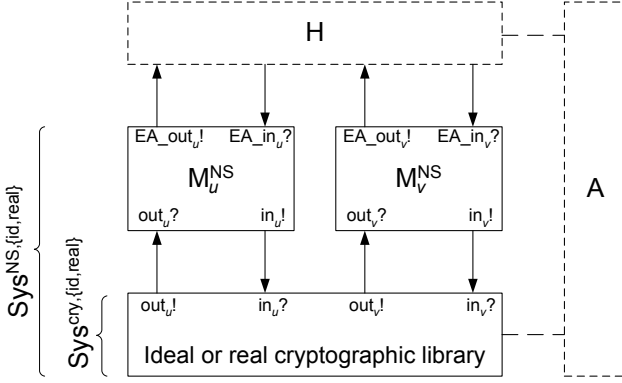 H
EA_out_u! EA_in_u? EA_out_v! EA_in_v?
M_u^NS M_v^NS
A
out_u? in_u! out_v? in_v!
Sys^NS,{id,real}
Sys^cry,{id,real}
out_u! in_u? out_v! in_v?
Ideal or real cryptographic library